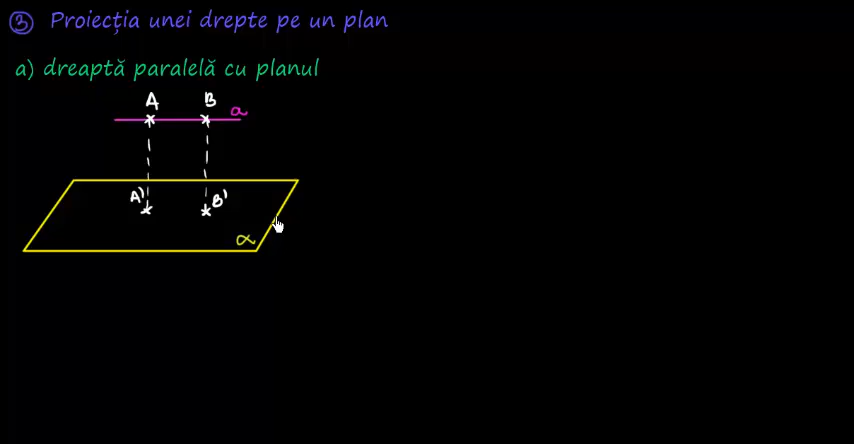 ③ Proiecția unei drepte pe un plan
a) dreaptă paralelă cu planul
A B a
A' B'
α